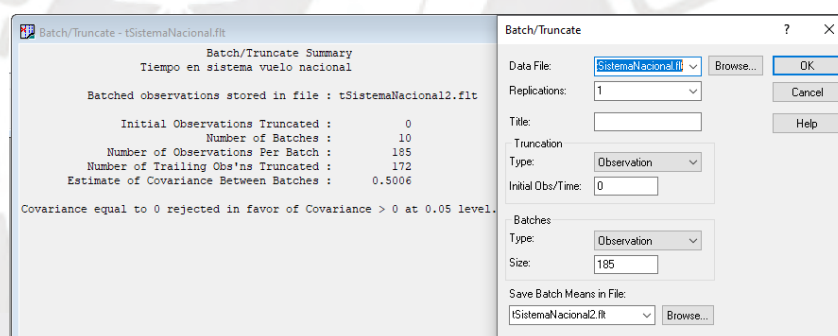 Batch/Truncate - tSistemaNacional.flt
Batch/Truncate Summary
Tiempo en sistema vuelo nacional
Batched observations stored in file : tSistemaNacional2.flt
Initial Observations Truncated : 0
Number of Batches : 10
Number of Observations Per Batch : 185
Number of Trailing Obs'ns Truncated : 172
Estimate of Covariance Between Batches : 0.5006
Covariance equal to 0 rejected in favor of Covariance > 0 at 0.05 level.
Batch/Truncate ? ×
Data File: SistemaNacional.fl Browse... OK
Replications: 1 Cancel
Title: Help
Truncation
Type: Observation
Initial Obs/Time: 0
Batches
Type: Observation
Size: 185
Save Batch Means in File:
tSistemaNacional2.flt Browse...